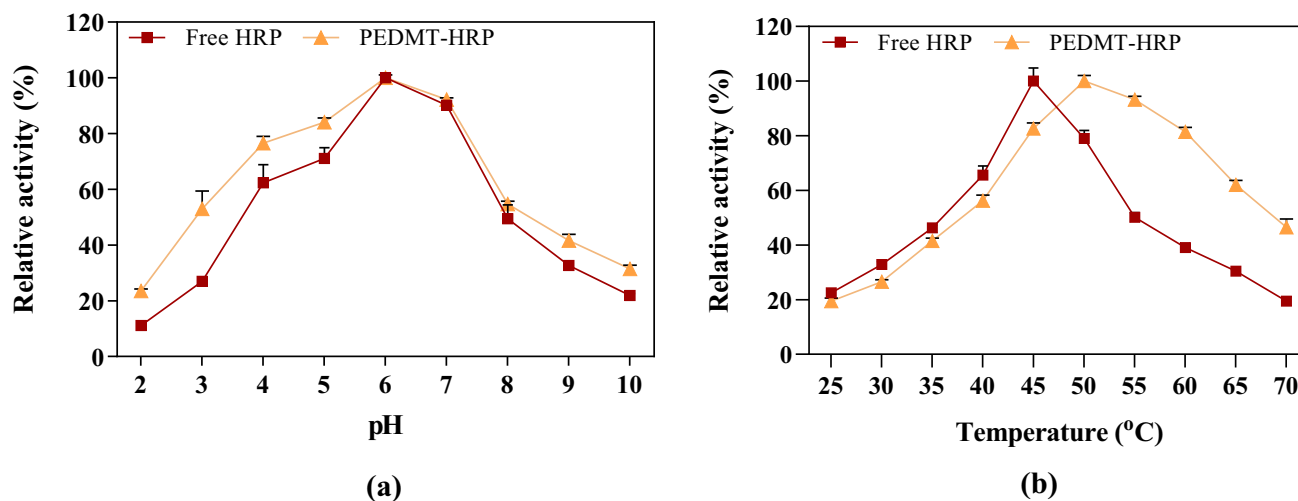 Free HRP PEDMT-HRP
Relative activity (%)
120
100
80
60
40
20
0
2 3 4 5 6 7 8 9 10
pH
(a)
Free HRP PEDMT-HRP
Relative activity (%)
120
100
80
60
40
20
0
25 30 35 40 45 50 55 60 65 70
Temperature (°C)
(b)